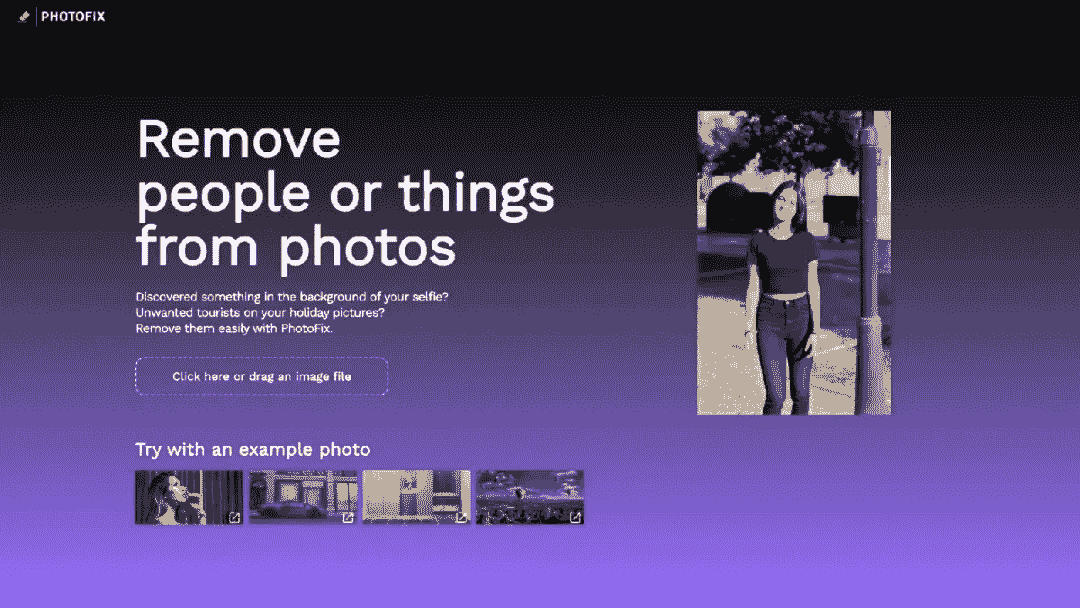 PHOTOFIX
Remove
people or things
from photos
Discovered something in the background of your selfie?
Unwanted tourists on your holiday pictures?
Remove them easily with PhotoFix.
Click here or drag an image file
Try with an example photo